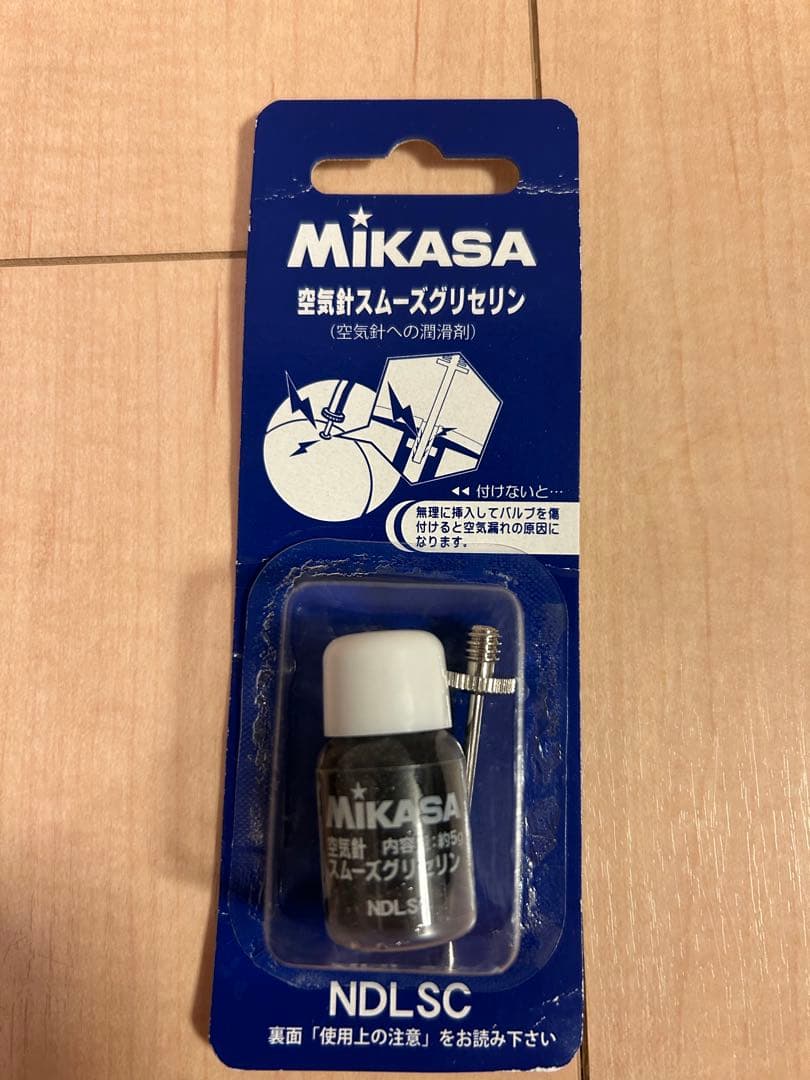 MiKASA
空気針スムーズグリセリン
(空気針への潤滑剤)
◀◀ 付けないと…
無理に挿入してバルブを傷
付けると空気漏れの原因に
なります。
MiKASA
空気針 内容 :約5g
スムーズグリセリン
NDLSC
NDLSC
裏面「使用上の注意」をお読み下さい